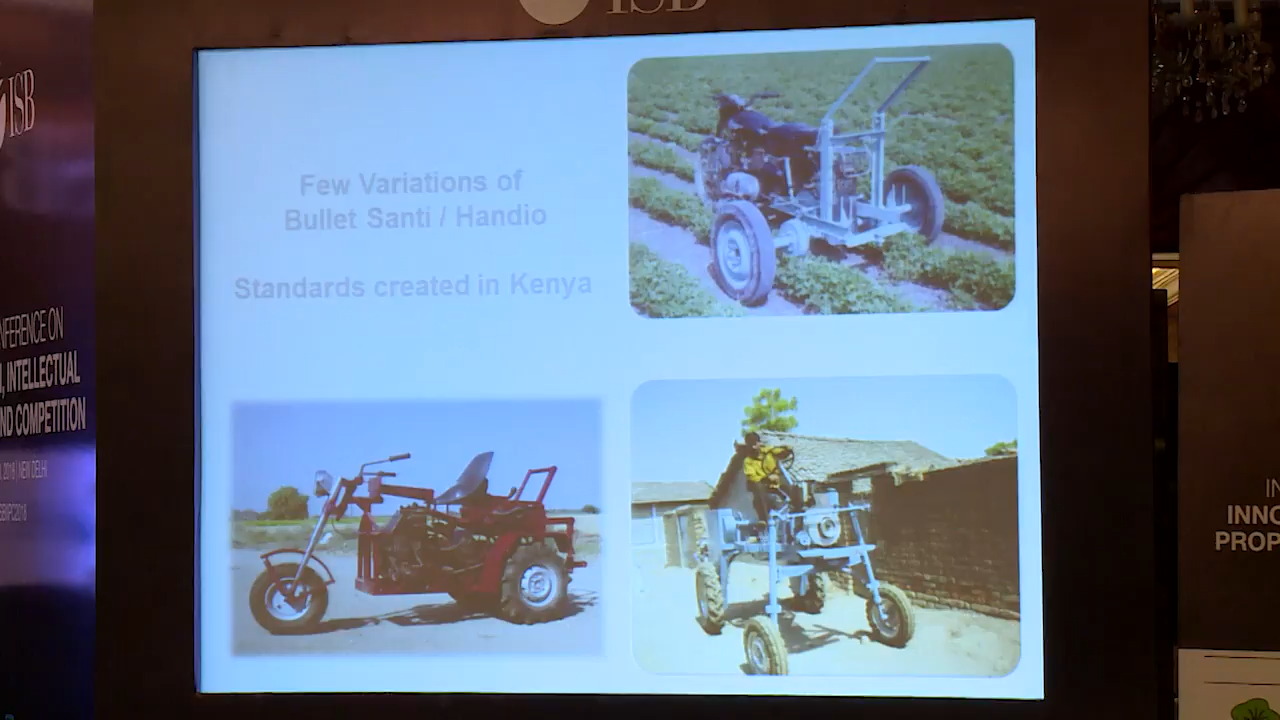 ISB
ISB
NFERENCE ON
, INTELLECTUAL
ND COMPETITION
2018 | NEW DELHI
Few Variations of
Bullet Santi / Handio
Standards created in Kenya
IN
INNO
PROP